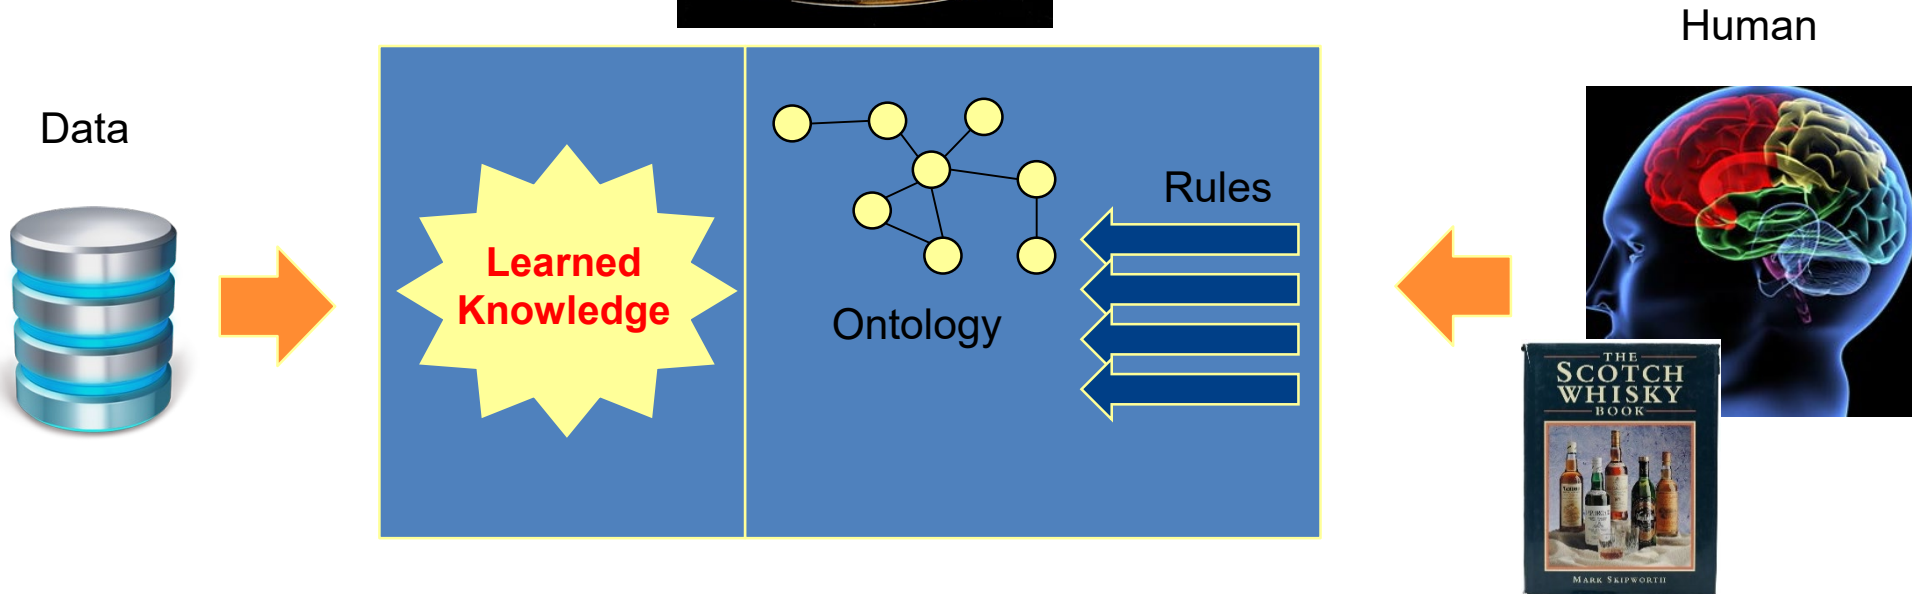 Human
Data
Rules
Learned
Knowledge
Ontology
THE
SCOTCH
WHISKY
BOOK
MARK SKIPWORTH